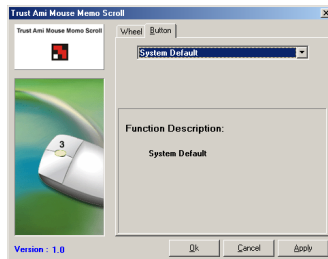 Trust Ami Mouse Memo Scroll
Trust Ami Mouse Momo Scroll
Wheel Button
System Default
3
Function Description:
System Default
Version : 1.0
Ok Cancel Apply